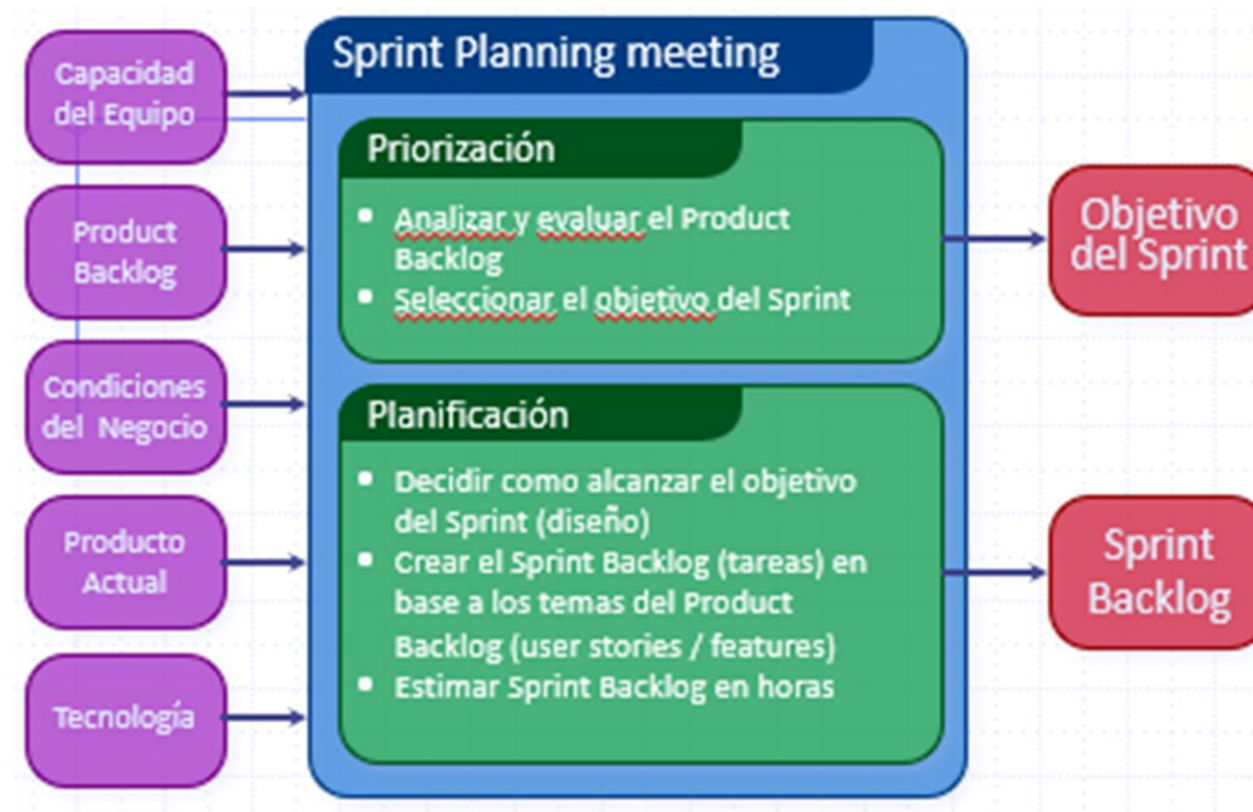 Capacidad
del Equipo
Product
Backlog
Condiciones
del Negocio
Producto
Actual
Tecnología
Sprint Planning meeting
Priorización
Analizar y evaluar el Product
Backlog
Seleccionar el objetivo del Sprint
Planificación
Decidir como alcanzar el objetivo
del Sprint (diseño)
Crear el Sprint Backlog (tareas) en
base a los temas del Product
Backlog (user stories / features)
Estimar Sprint Backlog en horas
Objetivo
del Sprint
Sprint
Backlog